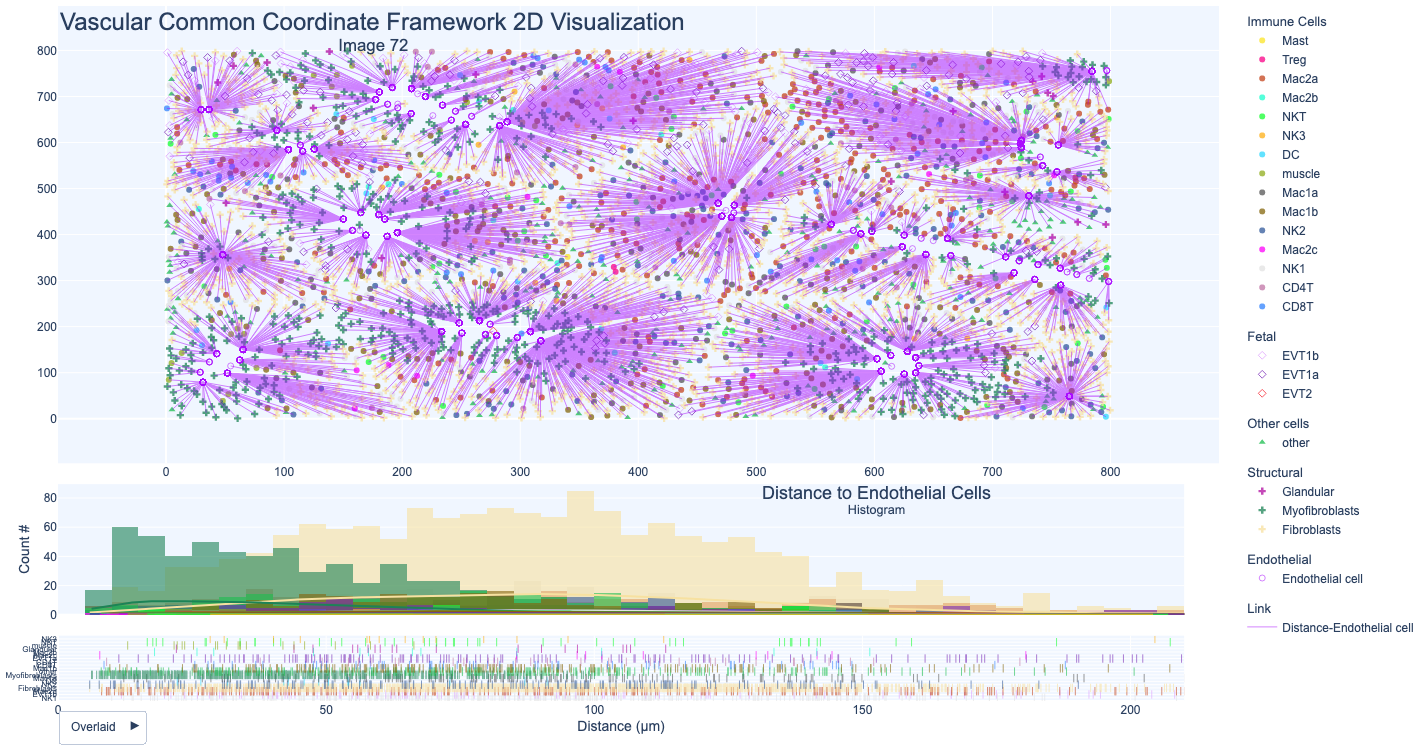 Vascular Common Coordinate Framework 2D Visualization
Image 72
800
700
600
500
400
300
200
100
0
0 100 200 300 400 500 600 700 800
Distance to Endothelial Cells
Histogram
Count #
80
60
40
20
0
Glandular
Myofibroblasts
0 50 100 150 200
Distance (μm)
Overlaid ►
Immune Cells
Mast
Treg
Mac2a
Mac2b
NKT
NK3
DC
muscle
Mac1a
Mac1b
NK2
Mac2c
NK1
CD4T
CD8T
Fetal
EVT1b
EVT1a
EVT2
Other cells
other
Structural
Glandular
Myofibroblasts
Fibroblasts
Endothelial
Endothelial cell
Link
Distance-Endothelial cell